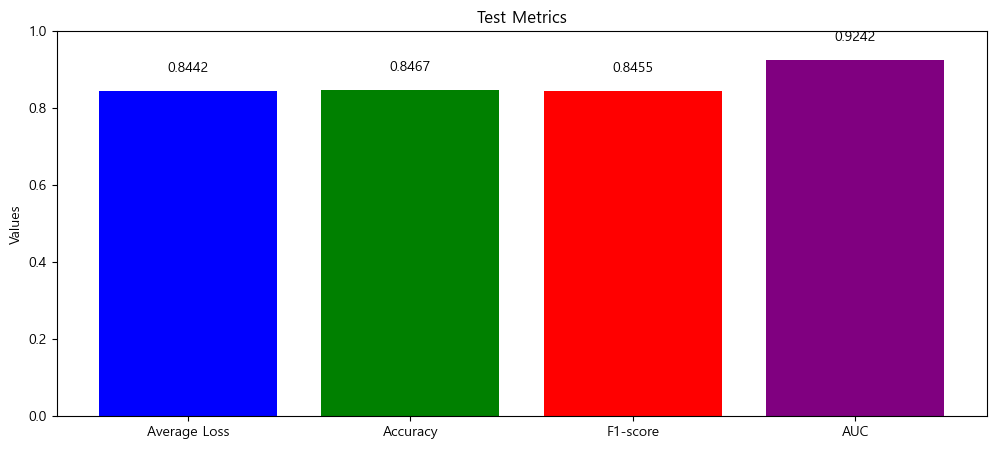 Test Metrics
1.0
0.8
0.6
0.4
0.2
0.0
Values
0.8442
0.8467
0.8455
0.9242
Average Loss
Accuracy
F1-score
AUC